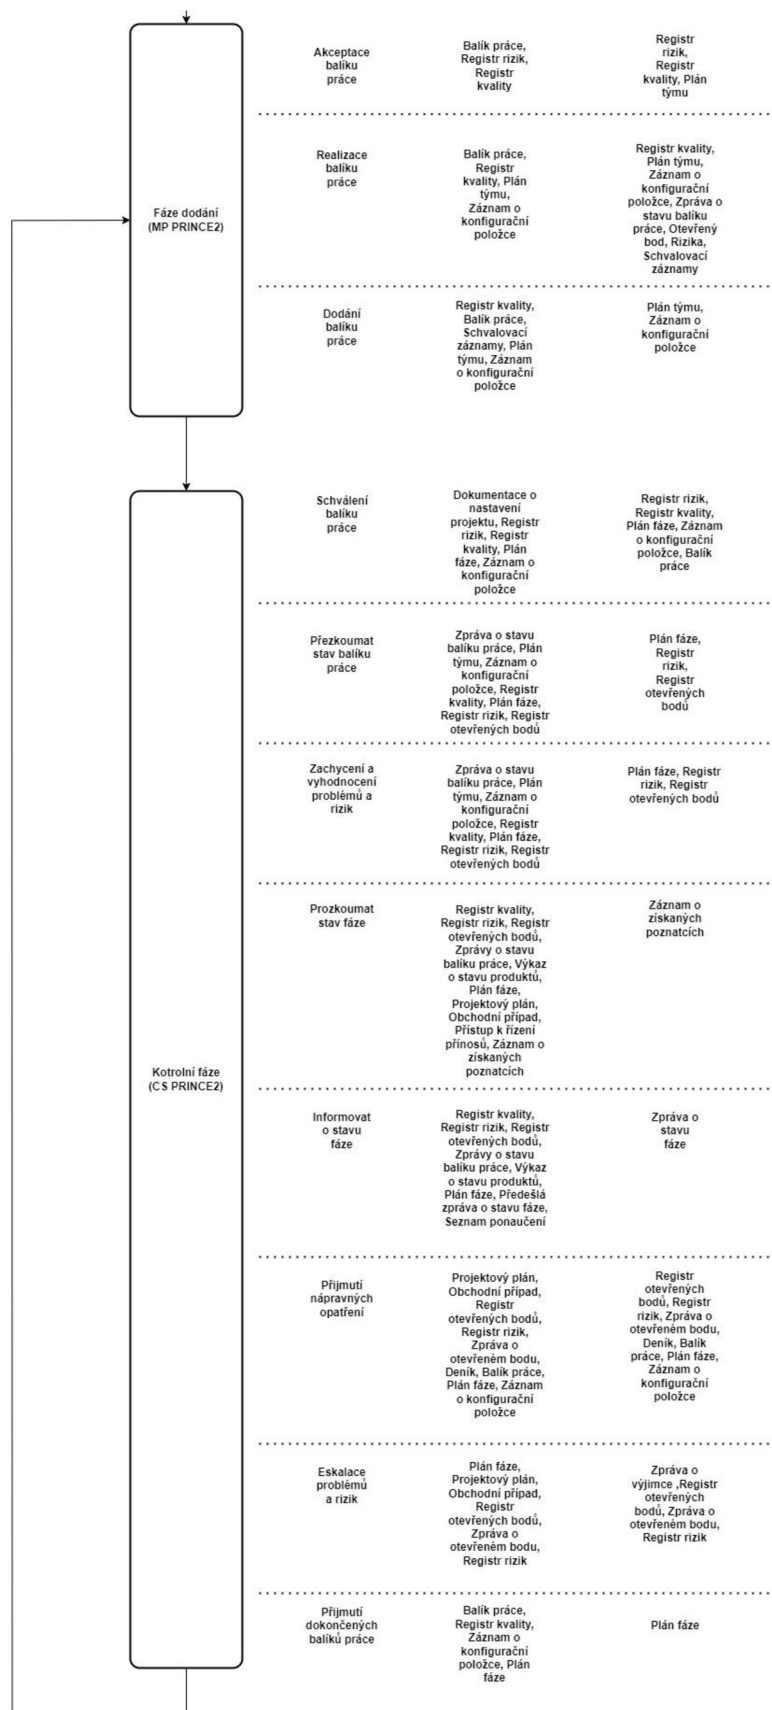 Akceptace
balíku
práce
Balík práce,
Registr rizik,
Registr
kvality
Registr
rizik,
Registr
kvality, Plán
týmu
Fáze dodání
(MP PRINCE2)
Realizace
balíku
práce
Balík práce,
Registr
kvality, Plán
týmu,
Záznam o
konfigurační
položce
Registr kvality,
Plán týmu,
Záznam o
konfigurační
položce, Zpráva o
stavu balíku
práce, Otevřený
bod, Rizika,
Schvalovací
záznamy
Dodání
balíku
práce
Registr kvality,
Balík práce,
Schvalovací
záznamy, Plán
týmu, Záznam
o konfigurační
položce
Plán týmu,
Záznam o
konfigurační
položce
Schválení
balíku
práce
Dokumentace o
nastavení
projektu, Registr
rizik, Registr
kvality, Plán
fáze, Záznam o
konfigurační
položce
Registr rizik,
Registr kvality,
Plán fáze, Záznam
o konfigurační
položce, Balík
práce
Přezkoumat
stav balíku
práce
Zpráva o stavu
balíku práce, Plán
týmu, Záznam o
konfigurační
položce, Registr
kvality, Plán fáze,
Registr rizik, Registr
otevřených bodů
Plán fáze,
Registr
rizik,
Registr
otevřených
bodů
Zachycení a
vyhodnocení
problémů a
rizik
Zpráva o stavu
balíku práce, Plán
týmu, Záznam o
konfigurační
položce, Registr
kvality, Plán fáze,
Registr rizik, Registr
otevřených bodů
Plán fáze, Registr
rizik, Registr
otevřených bodů
Prozkoumat
stav fáze
Registr kvality,
Registr rizik, Registr
otevřených bodů,
Zprávy o stavu
balíku práce, Výkaz
o stavu produktů,
Plán fáze,
Projektový plán,
Obchodní případ,
Přístup k řízení
přínosů, Záznam o
získaných
poznatcích
Záznam o
získaných
poznatcích
Kotrolní fáze
(CS PRINCE2)
Informovat
o stavu
fáze
Registr kvality,
Registr rizik, Registr
otevřených bodů,
Zprávy o stavu
balíku práce, Výkaz
o stavu produktů,
Plán fáze, Předešlá
zpráva o stavu fáze,
Seznam ponaučení
Zpráva o
stavu
fáze
Přijmutí
nápravných
opatření
Projektový plán,
Obchodní případ,
Registr
otevřených bodů,
Registr rizik,
Zpráva o
otevřeném bodu,
Deník, Balík práce,
Plán fáze, Záznam
o konfigurační
položce
Registr
otevřených
bodů, Registr
rizik, Zpráva o
otevřeném bodu,
Deník, Balík
práce, Plán fáze,
Záznam o
konfigurační
položce
Eskalace
problémů
a rizik
Plán fáze,
Projektový plán,
Obchodní případ,
Registr
otevřených bodů,
Zpráva o
otevřeném bodu,
Registr rizik
Zpráva o
výjimce ,Registr
otevřených
bodů, Zpráva o
otevřeném bodu,
Registr rizik
Přijmutí
dokončených
balíků práce
Balík práce,
Registr kvality,
Záznam o
konfigurační
položce, Plán
fáze
Plán fáze